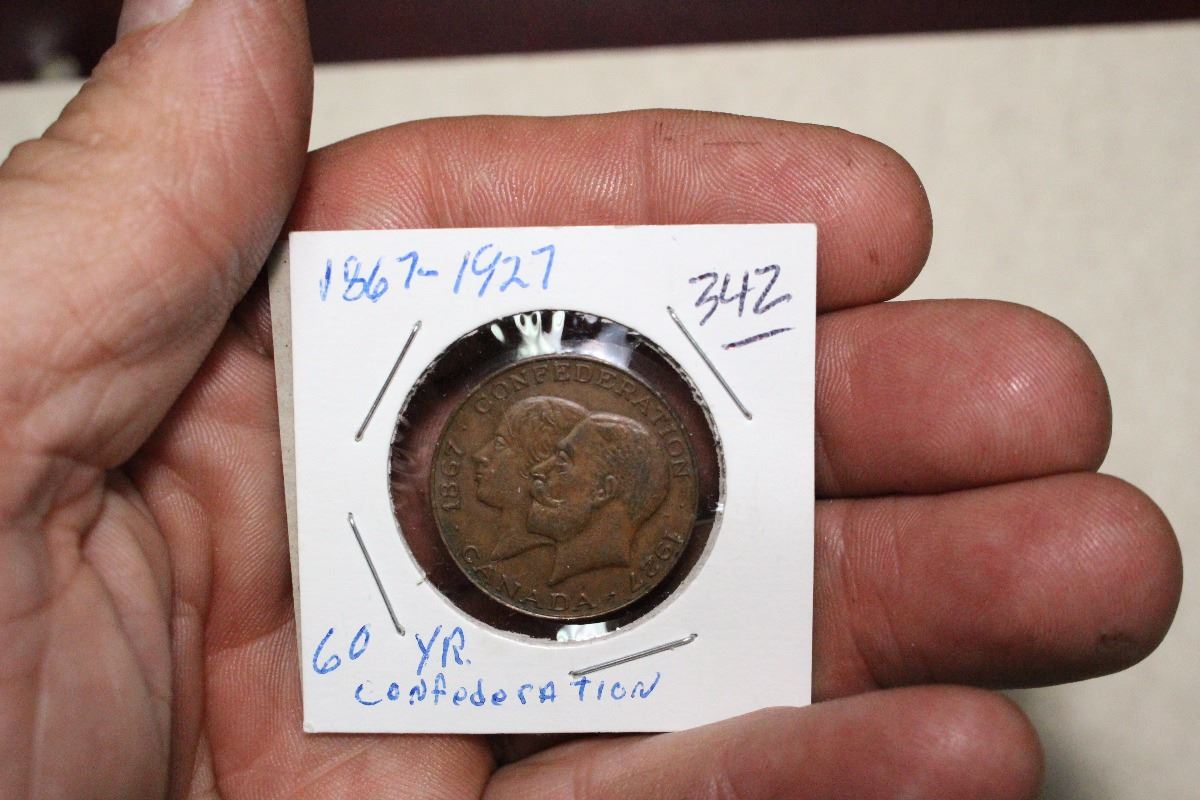 1867-1927
342
1867 · CONFEDERATION · 1927
CANADA
60 YR.
ConfederATION